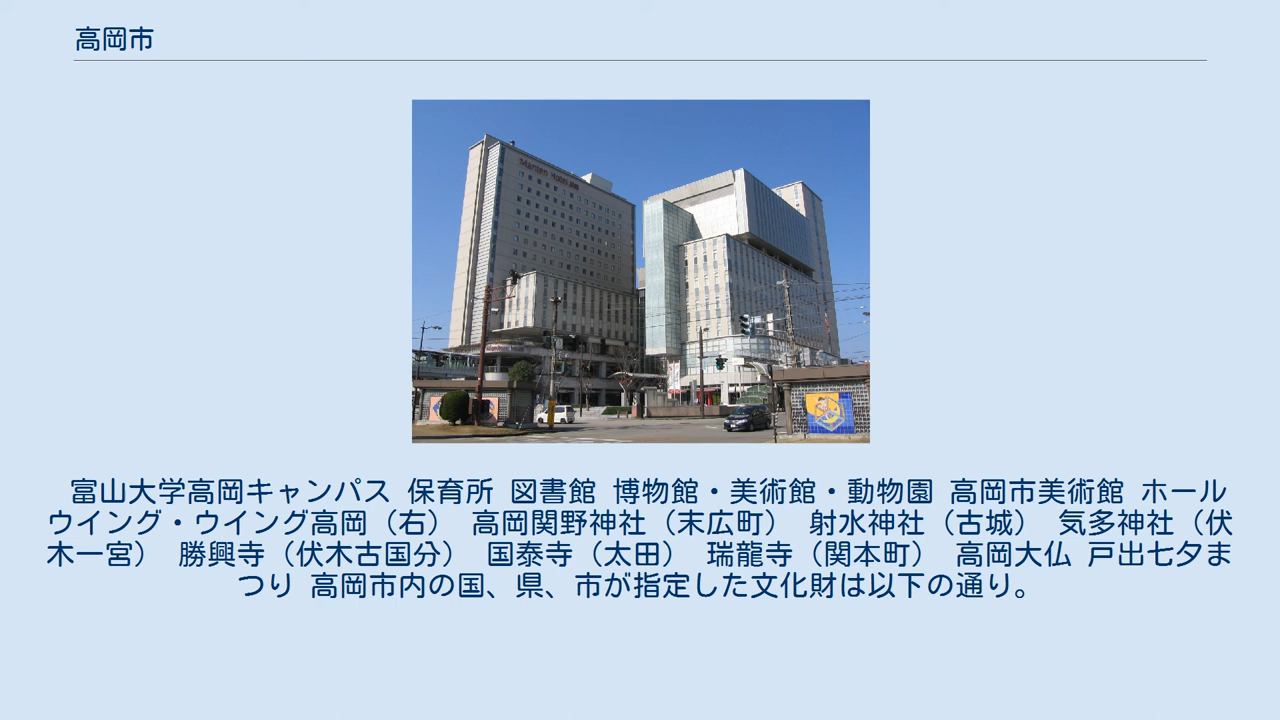 高岡市
富山大学高岡キャンパス 保育所 図書館 博物館・美術館・動物園 高岡市美術館 ホール
ウイング・ウイング高岡（右） 高岡関野神社（末広町） 射水神社（古城） 気多神社（伏
木一宮） 勝興寺（伏木古国分） 国泰寺（太田） 瑞龍寺（関本町） 高岡大仏 戸出七夕ま
つり 高岡市内の国、県、市が指定した文化財は以下の通り。